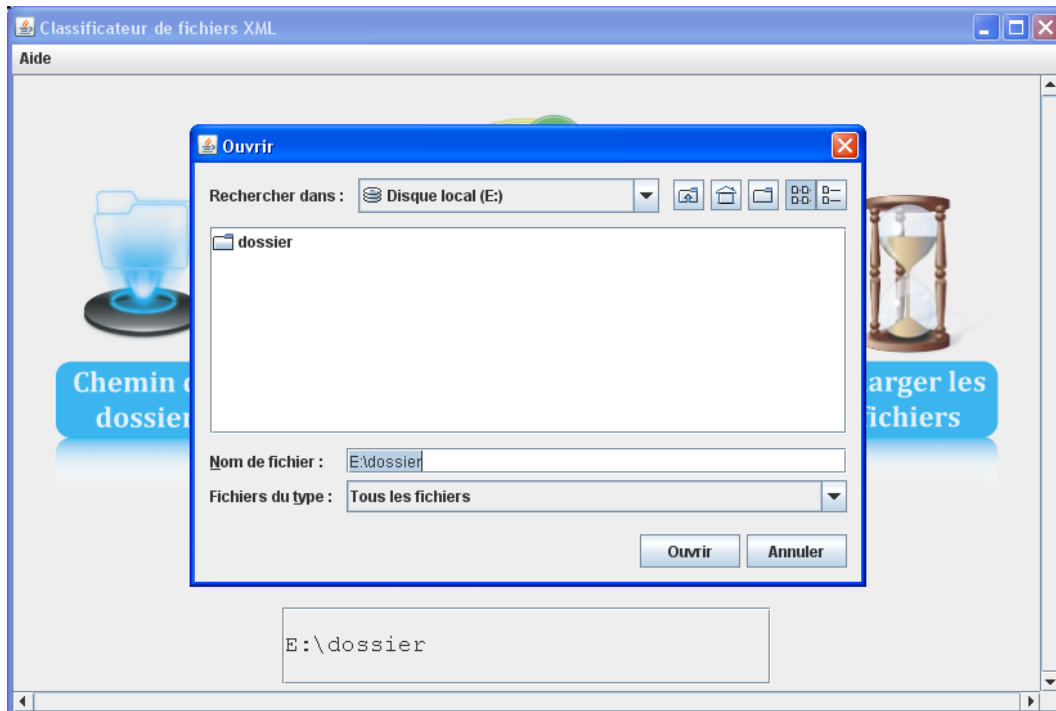 Classificateur de fichiers XML
Aide
Ouvrir
Rechercher dans :
Disque local (E:)
dossier
Chemin
dossier
arger les
fichiers
Nom de fichier :
E:\dossier
Fichiers du type :
Tous les fichiers
Ouvrir
Annuler
E:\dossier